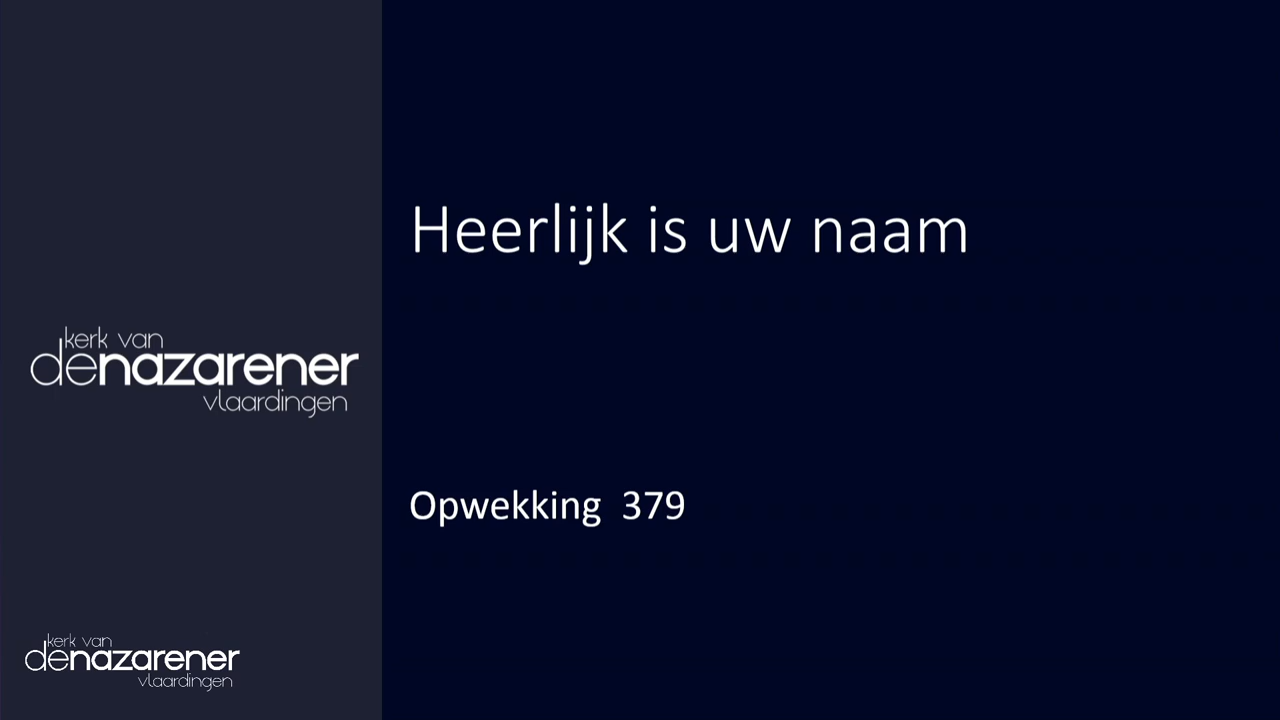 Heerlijk is uw naam
kerk van
denazarener
vlaardingen
Opwekking 379
kerk van
denazarener
vlaardingen